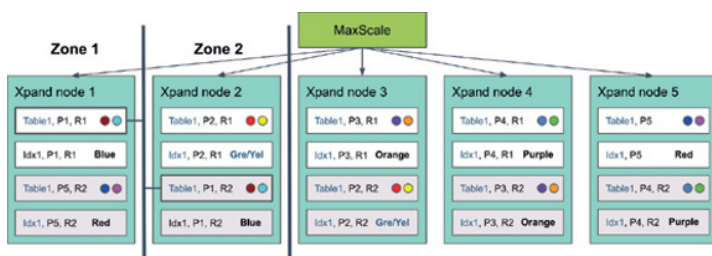 MaxScale
Zone 1
Zone 2
Xpand node 1
Table1, P1, R1
Idx1, P1, R1 Blue
Table1, P5, R2
Idx1, P5, R2 Red
Xpand node 2
Table1, P2, R1
Idx1, P2, R1 Gre/Yel
Table1, P1, R2
Idx1, P1, R2 Blue
Xpand node 3
Table1, P3, R1
Idx1, P3, R1 Orange
Table1, P2, R2
Idx1, P2, R2 Gre/Yel
Xpand node 4
Table1, P4, R1
Idx1, P4, R1 Purple
Table1, P3, R2
Idx1, P3, R2 Orange
Xpand node 5
Table1, P5
Idx1, P5 Red
Table1, P4, R2
Idx1, P4, R2 Purple